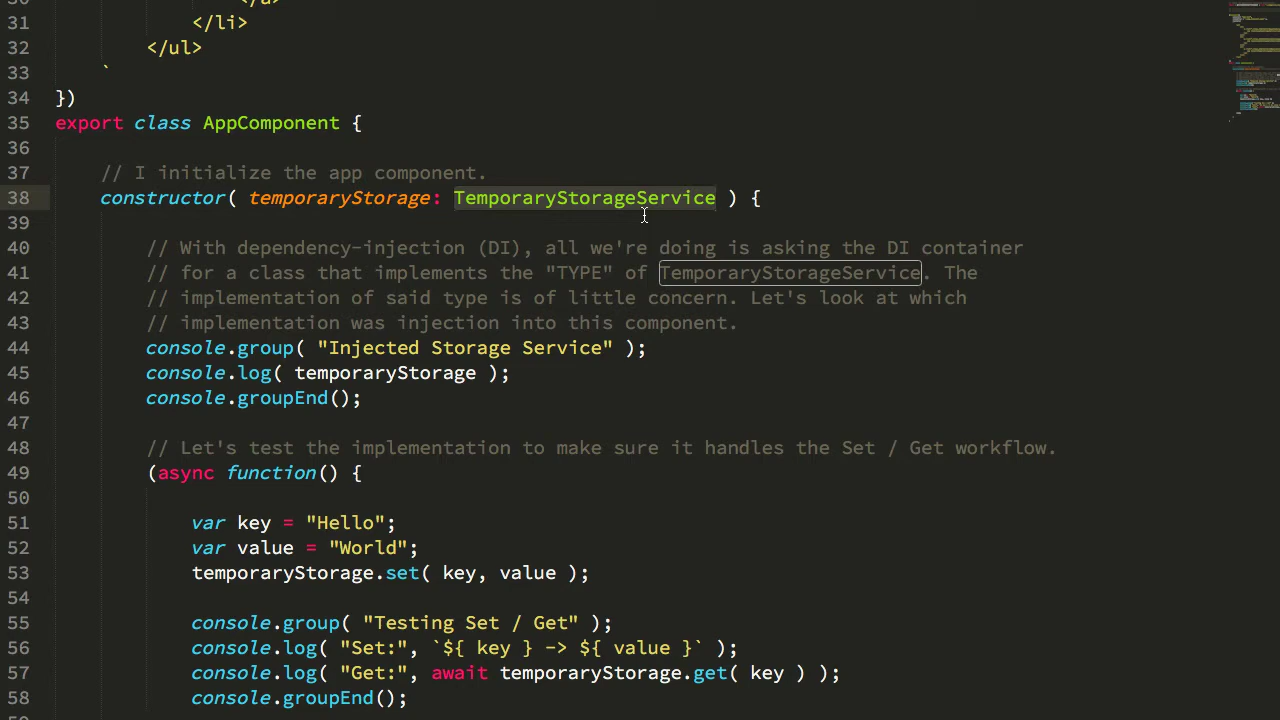 30 </a>
31 </li>
32 </ul>
33 `
34 })
35 export class AppComponent {
36
37 // I initialize the app component.
38 constructor( temporaryStorage: TemporaryStorageService ) {
39
40 // With dependency-injection (DI), all we're doing is asking the DI container
41 // for a class that implements the "TYPE" of TemporaryStorageService. The
42 // implementation of said type is of little concern. Let's look at which
43 // implementation was injection into this component.
44 console.group( "Injected Storage Service" );
45 console.log( temporaryStorage );
46 console.groupEnd();
47
48 // Let's test the implementation to make sure it handles the Set / Get workflow.
49 (async function() {
50
51 var key = "Hello";
52 var value = "World";
53 temporaryStorage.set( key, value );
54
55 console.group( "Testing Set / Get" );
56 console.log( "Set:", `${ key } -> ${ value }` );
57 console.log( "Get:", await temporaryStorage.get( key ) );
58 console.groupEnd();